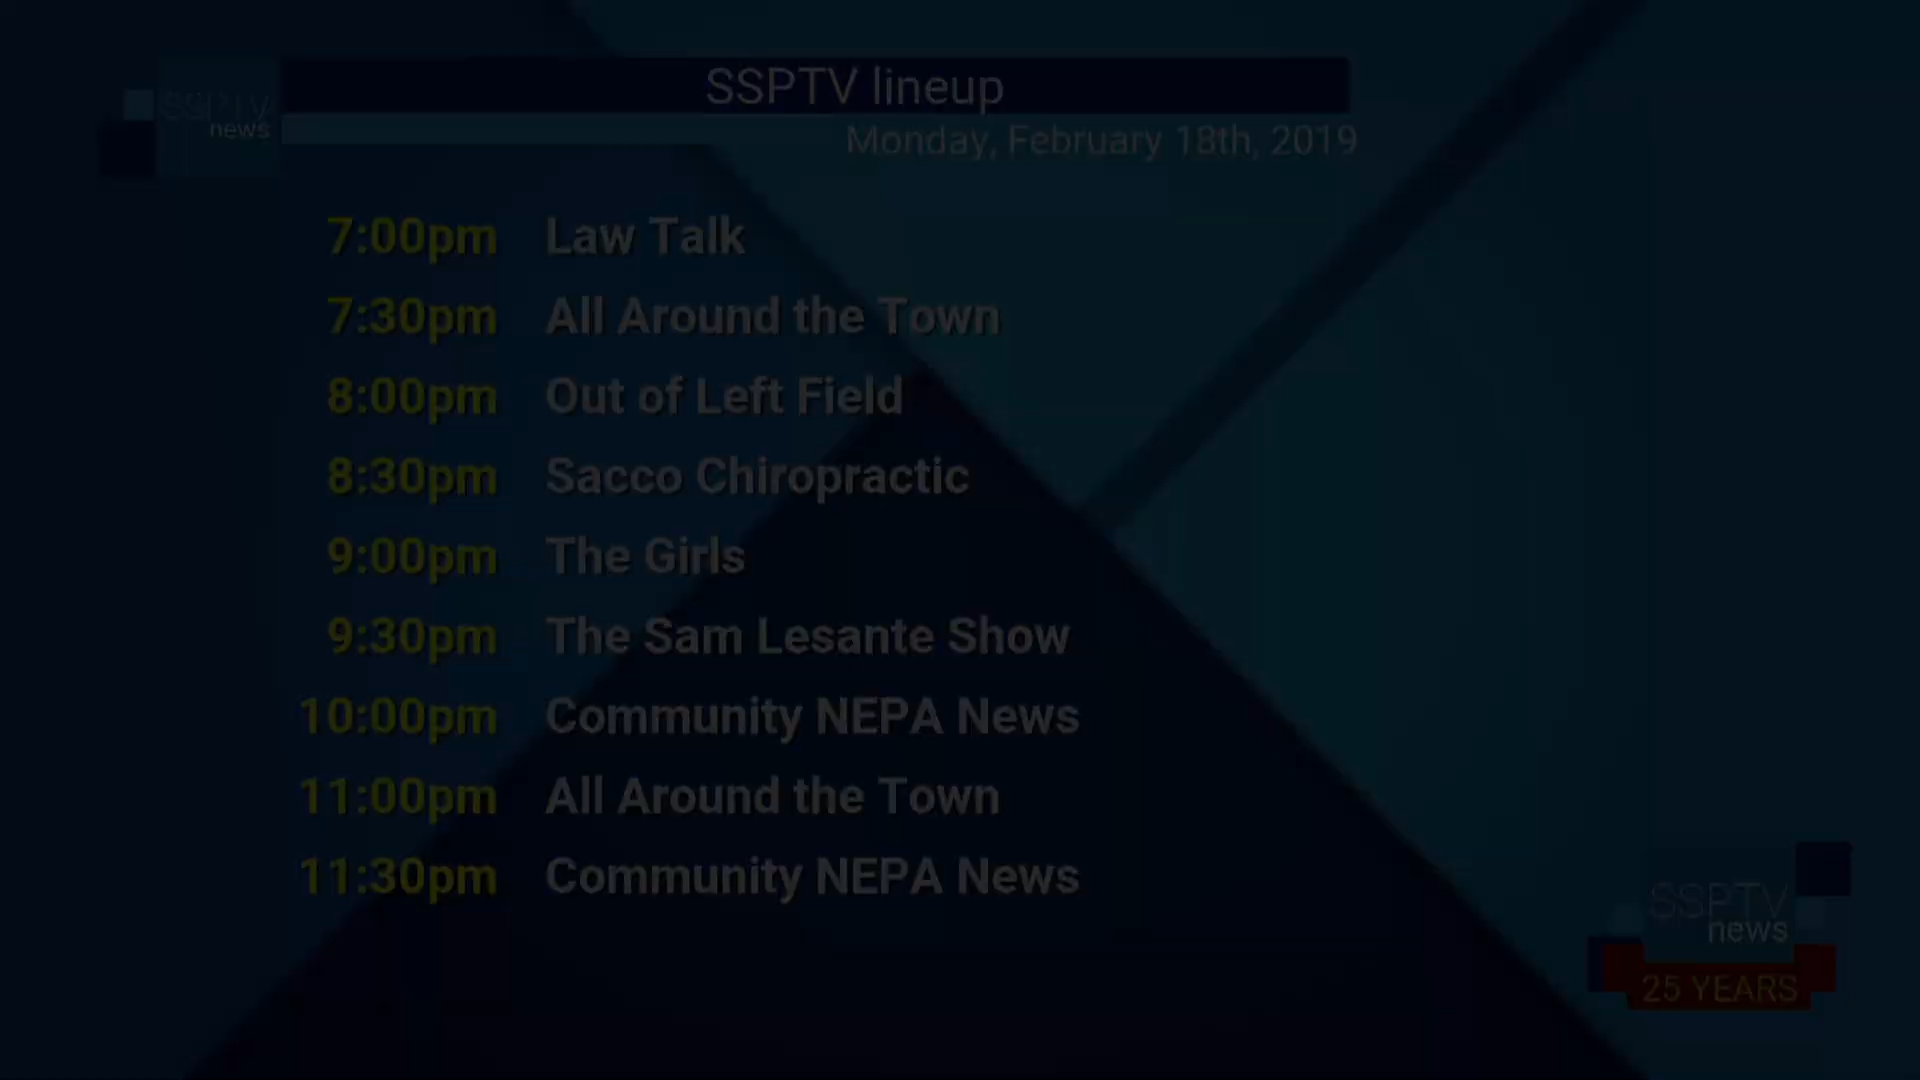 SSPTV lineup
SSPTV
news
Monday, February 18th, 2019
7:00pm Law Talk
7:30pm All Around the Town
8:00pm Out of Left Field
8:30pm Sacco Chiropractic
9:00pm The Girls
9:30pm The Sam Lesante Show
10:00pm Community NEPA News
11:00pm All Around the Town
11:30pm Community NEPA News
SSPTV
news
25 YEARS